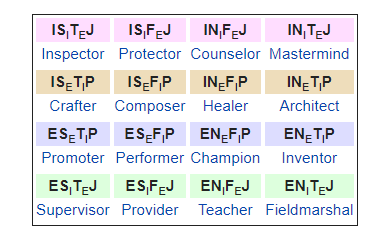 ISITEJ ISIFEJ INIFEJ INITEJ
Inspector Protector Counselor Mastermind
ISETIP ISEFIP INEFIP INETIP
Crafter Composer Healer Architect
ESETIP ESEFIP ENEFIP ENETIP
Promoter Performer Champion Inventor
ESITEJ ESIFEJ ENIFEJ ENITEJ
Supervisor Provider Teacher Fieldmarshal